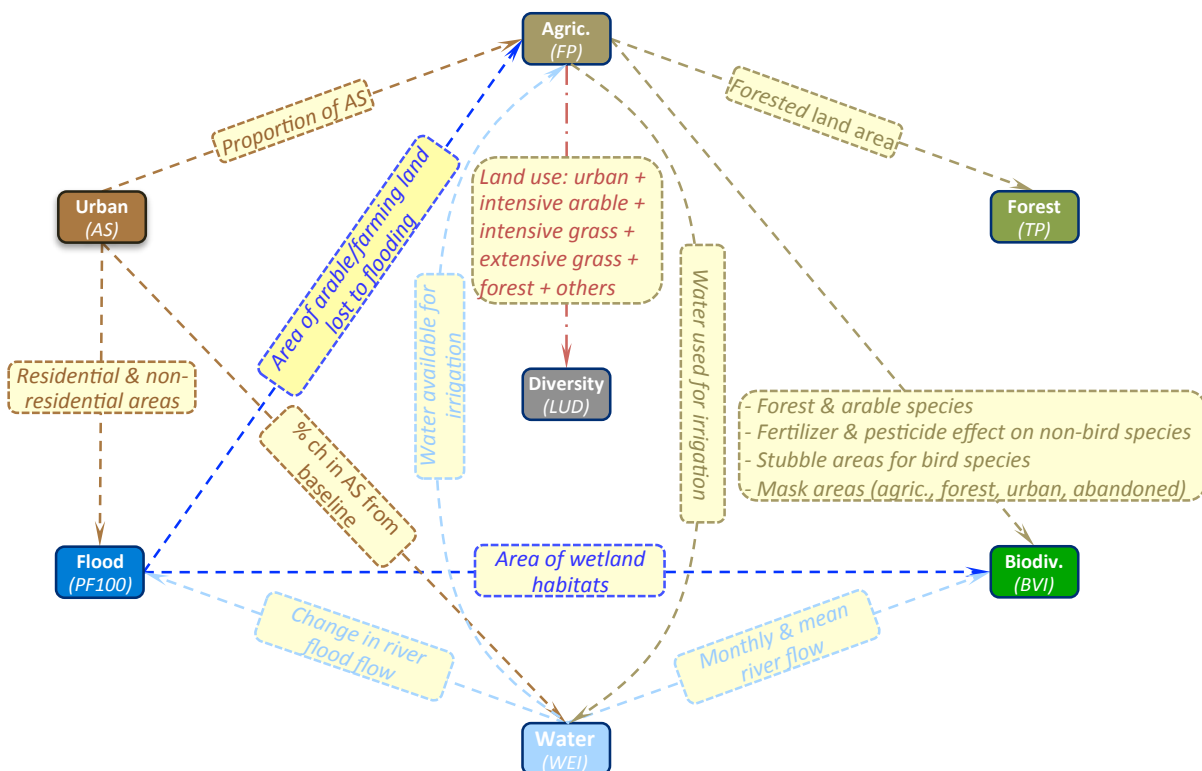 Agric.
(FP)
Proportion of AS
Forested land area
Area of arable/farming land
lost to flooding
Land use: urban +
intensive arable +
intensive grass +
extensive grass +
forest + others
Urban
(AS)
Forest
(TP)
Water available for
irrigation
Water used for irrigation
Residential & non-
residential areas
Diversity
(LUD)
% ch in AS from
baseline
- Forest & arable species
- Fertilizer & pesticide effect on non-bird species
- Stubble areas for bird species
- Mask areas (agric., forest, urban, abandoned)
Flood
(PF100)
Area of wetland
habitats
Biodiv.
(BVI)
Change in river
flood flow
Monthly & mean
river flow
Water
(WEI)